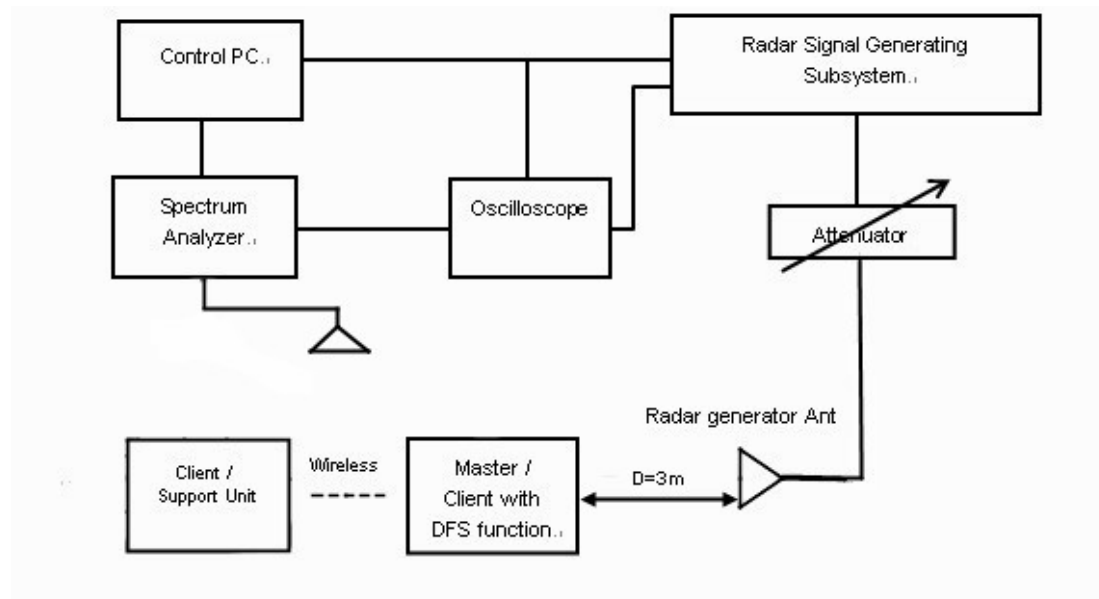 Control PC.
Radar Signal Generating
Subsystem.
Spectrum
Analyzer.
Oscilloscope
Attenuator
Radar generator Ant
Client /
Support Unit
Wireless
Master /
Client with
DFS function.
D=3m